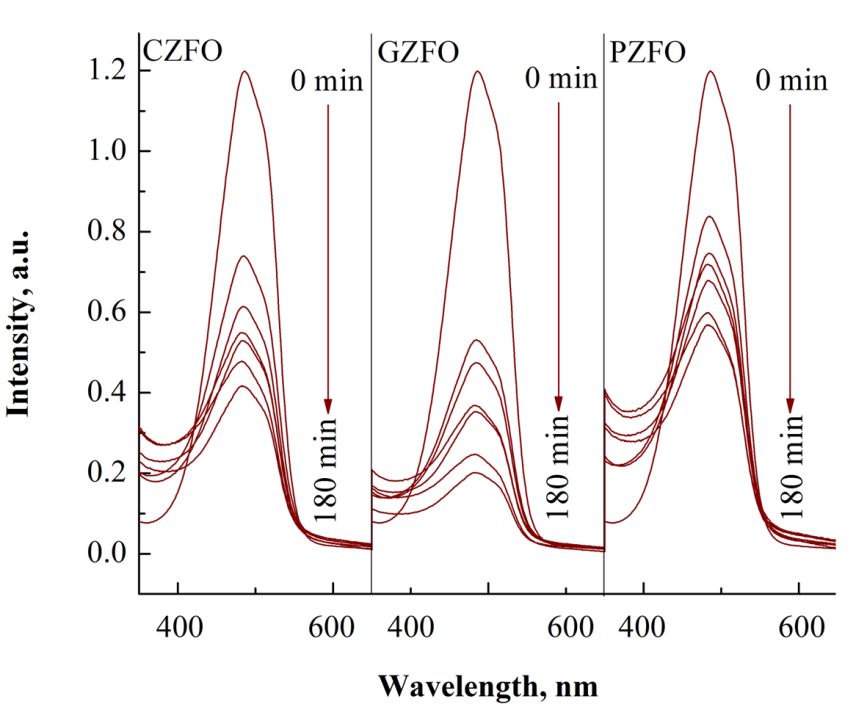 CZFO
GZFO
PZFO
0 min
0 min
0 min
180 min
180 min
180 min
1.2
1.0
0.8
0.6
0.4
0.2
0.0
400
600
400
600
400
600
Intensity, a.u.
Wavelength, nm